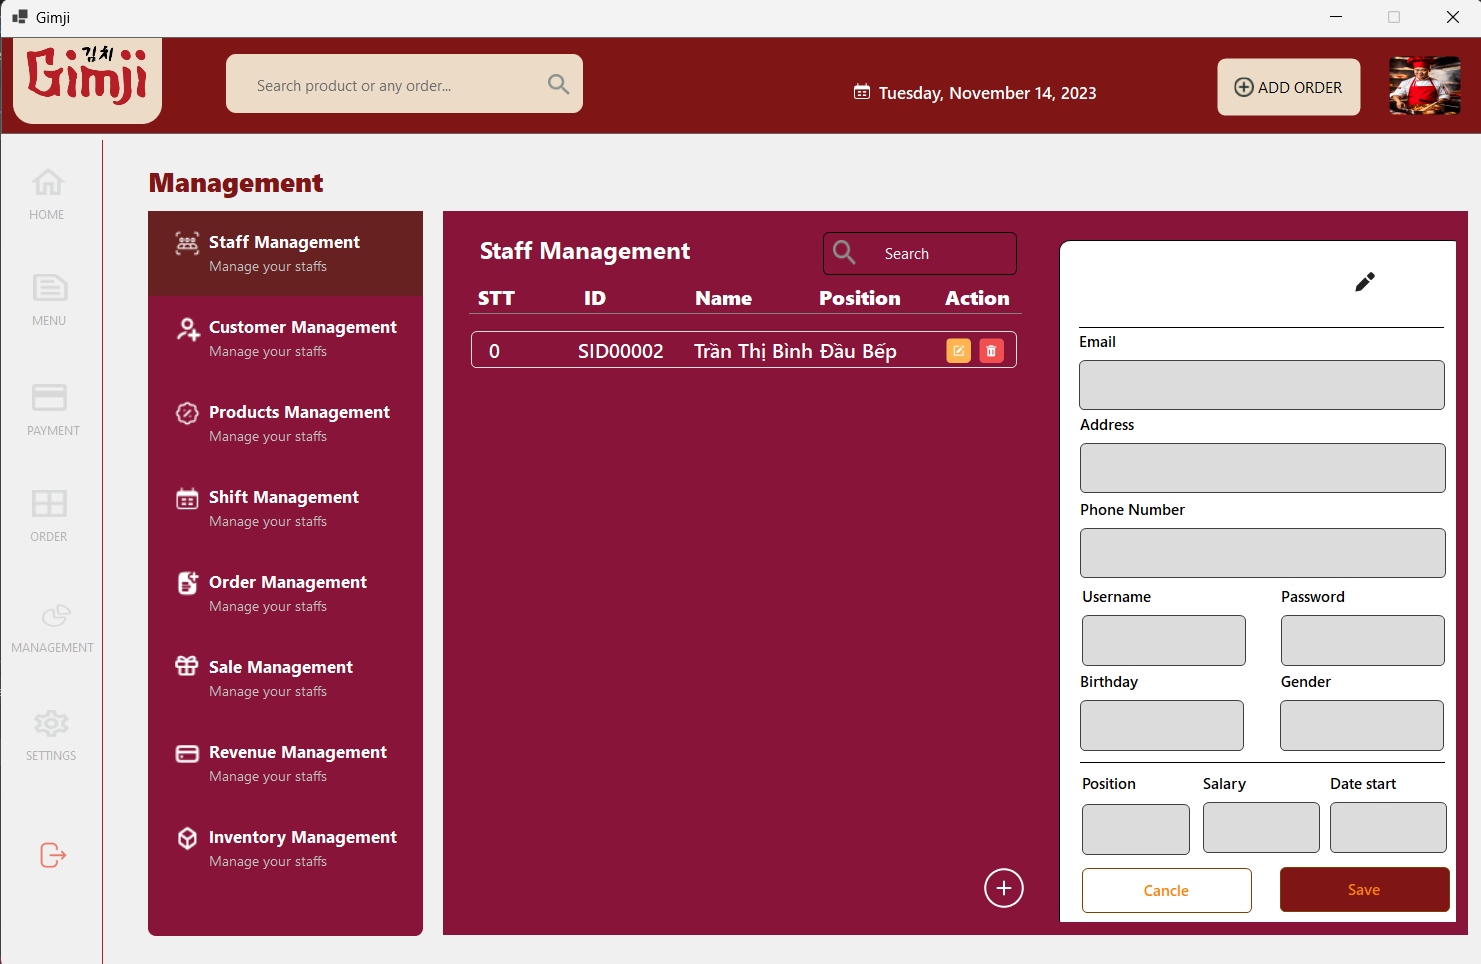 Gimji
김치
Gimji
Search product or any order...
Tuesday, November 14, 2023
ADD ORDER
HOME
MENU
PAYMENT
ORDER
MANAGEMENT
SETTINGS
Management
Staff Management
Manage your staffs
Customer Management
Manage your staffs
Products Management
Manage your staffs
Shift Management
Manage your staffs
Order Management
Manage your staffs
Sale Management
Manage your staffs
Revenue Management
Manage your staffs
Inventory Management
Manage your staffs
Staff Management
Search
STT ID Name Position Action
0 SID00002 Trần Thị Bình Đầu Bếp
Email
Address
Phone Number
Username Password
Birthday Gender
Position Salary Date start
Cancle Save